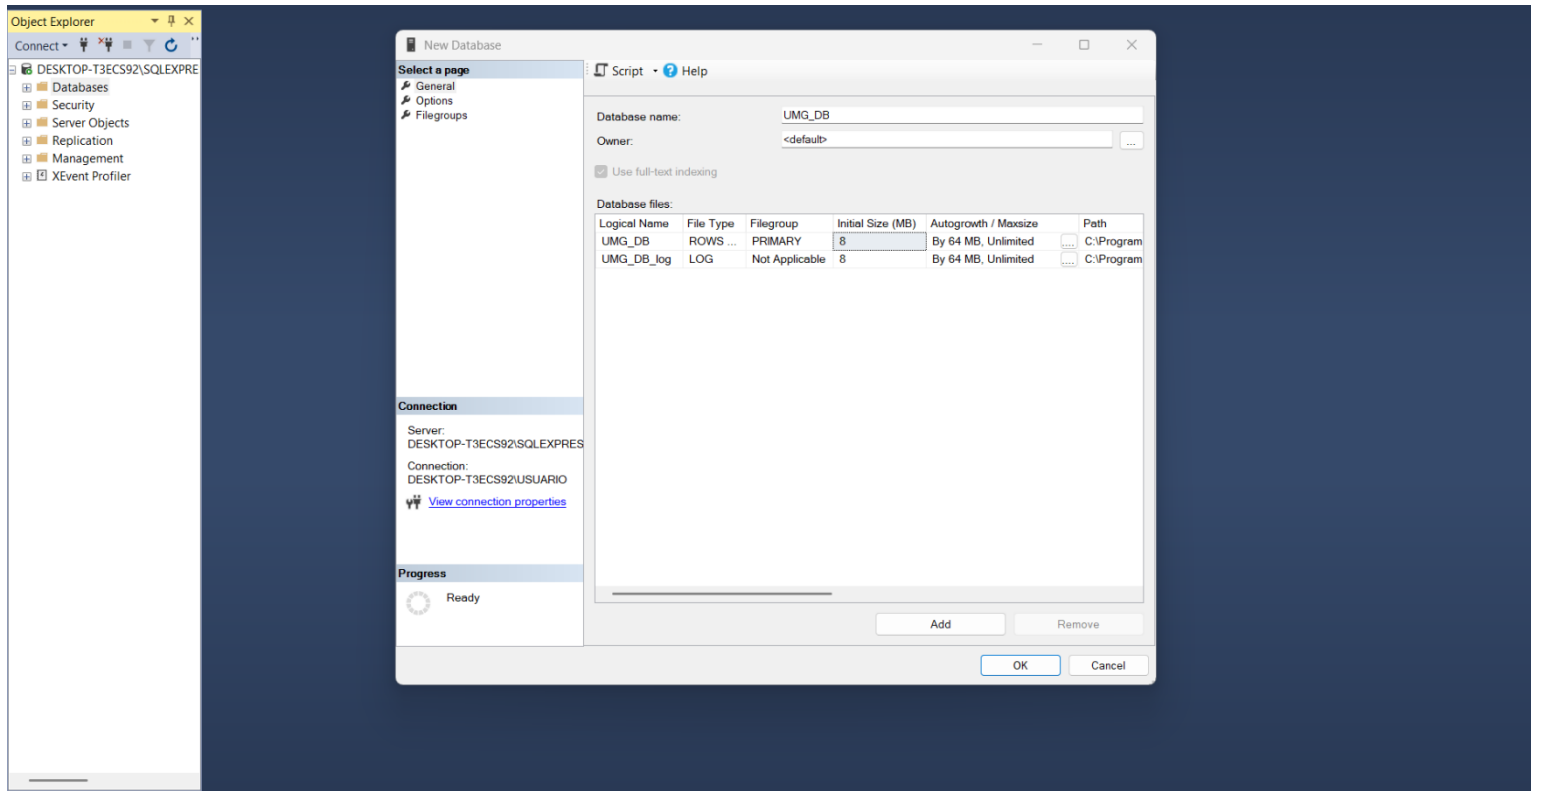 Object Explorer
Connect
DESKTOP-T3ECS92\SQLEXPRE
Databases
Security
Server Objects
Replication
Management
XEvent Profiler
New Database
Select a page
General
Options
Filegroups
Script
Help
Database name:
UMG_DB
Owner:
<default>
...
Use full-text indexing
Database files:
Logical Name File Type Filegroup Initial Size (MB) Autogrowth / Maxsize Path
UMG_DB ROWS ... PRIMARY 8 By 64 MB, Unlimited .... C:\Program
UMG_DB_log LOG Not Applicable 8 By 64 MB, Unlimited .... C:\Program
Connection
Server:
DESKTOP-T3ECS92\SQLEXPRES
Connection:
DESKTOP-T3ECS92\USUARIO
View connection properties
Progress
Ready
Add Remove
OK Cancel